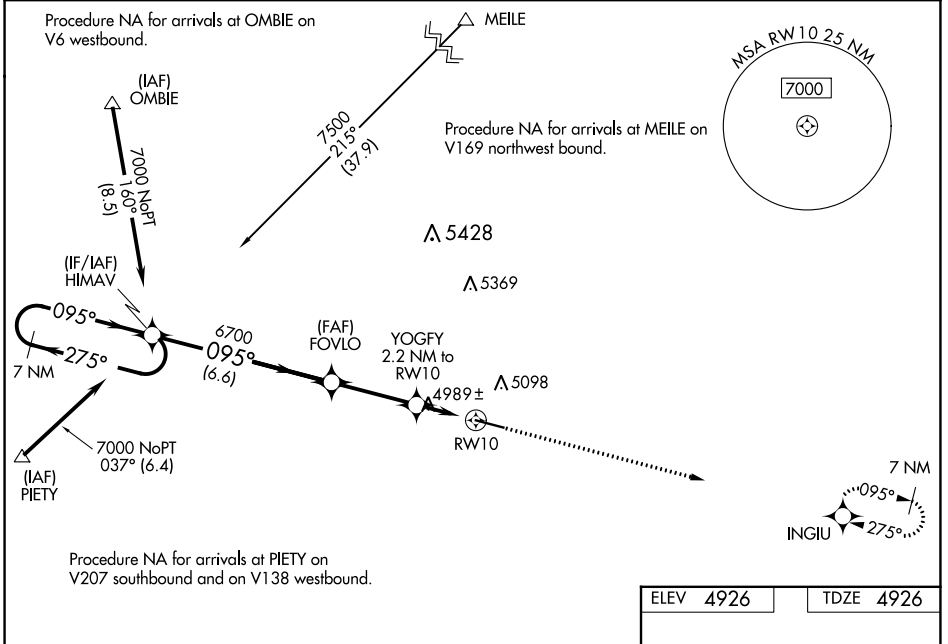 Procedure NA for arrivals at OMBIE on
V6 westbound.
MEILE
MSA RW10 25 NM
7000
(IAF)
OMBIE
7500
215°
(37.9)
Procedure NA for arrivals at MEILE on
V169 northwest bound.
7000 NoPT
160°
(8.5)
5428
(IF/IAF)
HIMAV
5369
095°
6700
095°
(6.6)
(FAF)
FOVLO
YOGFY
2.2 NM to
RW10
275°
7 NM
5098
4989±
RW10
7000 NoPT
037° (6.4)
(IAF)
PIETY
7 NM
095°
275°
INGIU
Procedure NA for arrivals at PIETY on
V207 southbound and on V138 westbound.
ELEV 4926
TDZE 4926